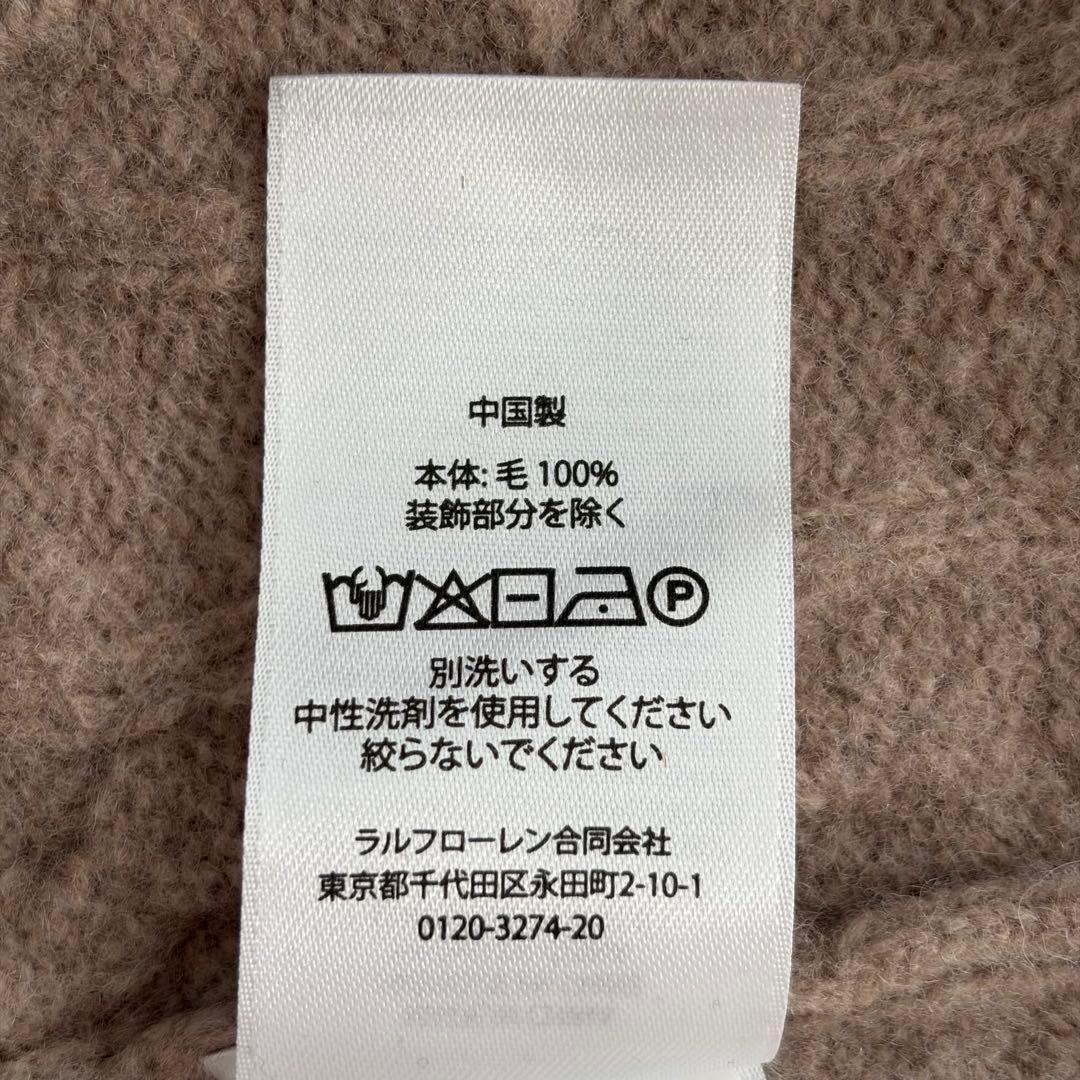 中国製
本体: 毛 100%
装飾部分を除く
P
別洗いする
中性洗剤を使用してください
絞らないでください
ラルフローレン合同会社
東京都千代田区永田町2-10-1
0120-3274-20